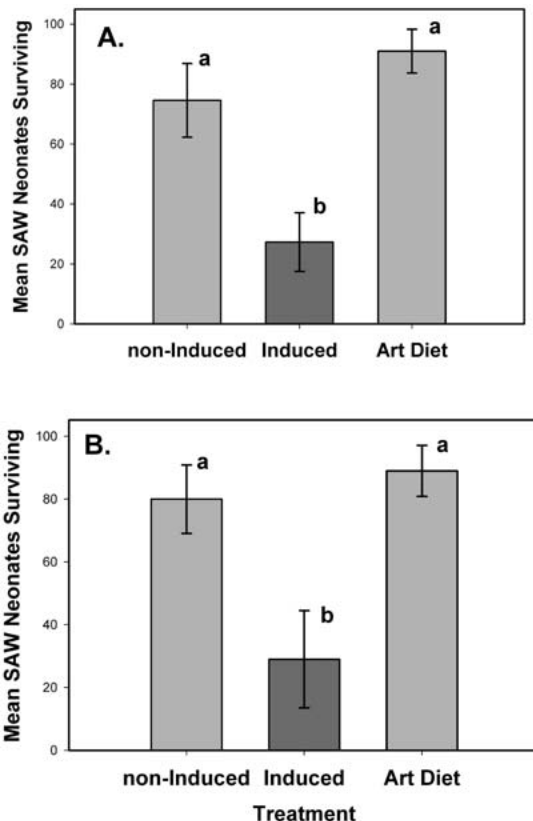 A.
Mean SAW Neonates Surviving
100
80
60
40
20
0
a
b
a
non-Induced Induced Art Diet
B.
Mean SAW Neonates Surviving
100
80
60
40
20
0
a
b
a
non-Induced Induced Art Diet
Treatment